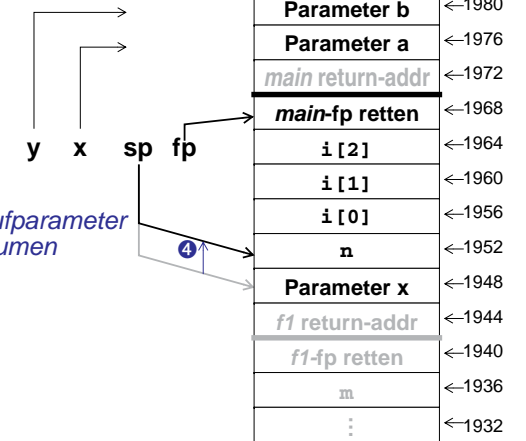 Parameter b ←1980
Parameter a ←1976
main return-addr ←1972
main-fp retten ←1968
y x sp fp
i[2] ←1964
i[1] ←1960
i[0] ←1956
ufparameter
umen
❹
n ←1952
Parameter x ←1948
f1 return-addr ←1944
f1-fp retten ←1940
m ←1936
⋮ ←1932